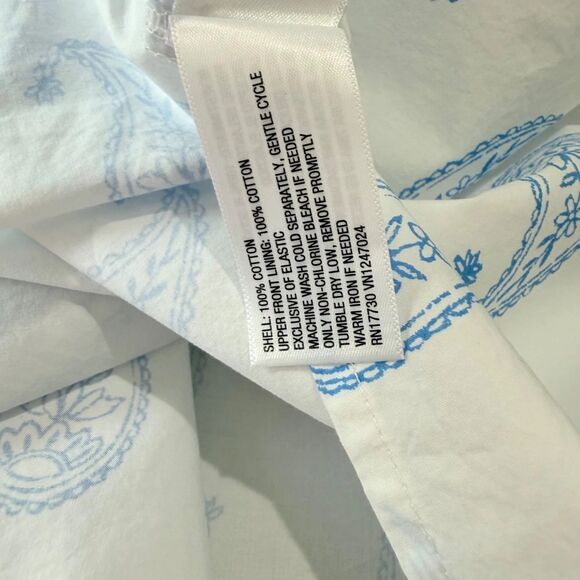 SHELL: 100% COTTON
UPPER FRONT LINING: 100% COTTON
EXCLUSIVE OF ELASTIC
MACHINE WASH COLD SEPARATELY, GENTLE CYCLE
ONLY NON-CHLORINE BLEACH IF NEEDED
TUMBLE DRY LOW, REMOVE PROMPTLY
WARM IRON IF NEEDED
RN17730 VN1247024